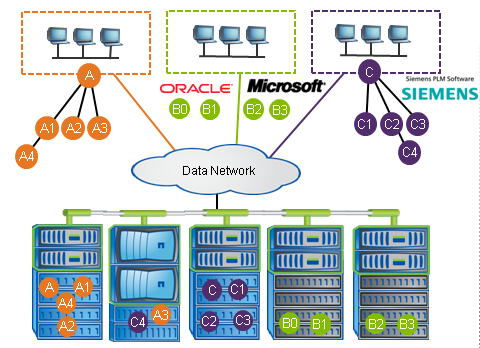 A
A1
A2
A3
A4
ORACLE
Microsoft®
B0
B1
B2
B3
C
Siemens PLM Software
SIEMENS
C1
C2
C3
C4
Data Network
A
A1
A4
A2
C4
A3
C
C1
C2
C3
B0
B1
B2
B3